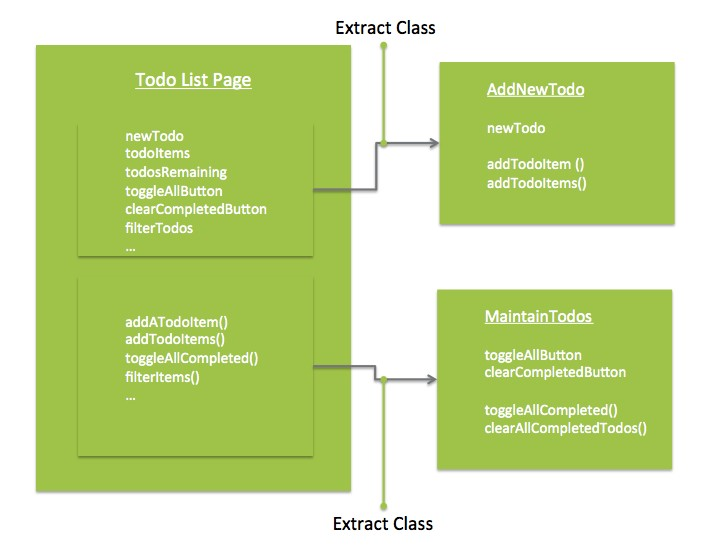 Extract Class
Todo List Page
newTodo
todoItems
todosRemaining
toggleAllButton
clearCompletedButton
filterTodos
...
addATodoItem()
addTodoItems()
toggleAllCompleted()
filterItems()
...
AddNewTodo
newTodo
addTodoItem ()
addTodoItems()
MaintainTodos
toggleAllButton
clearCompletedButton
toggleAllCompleted()
clearAllCompletedTodos()
Extract Class